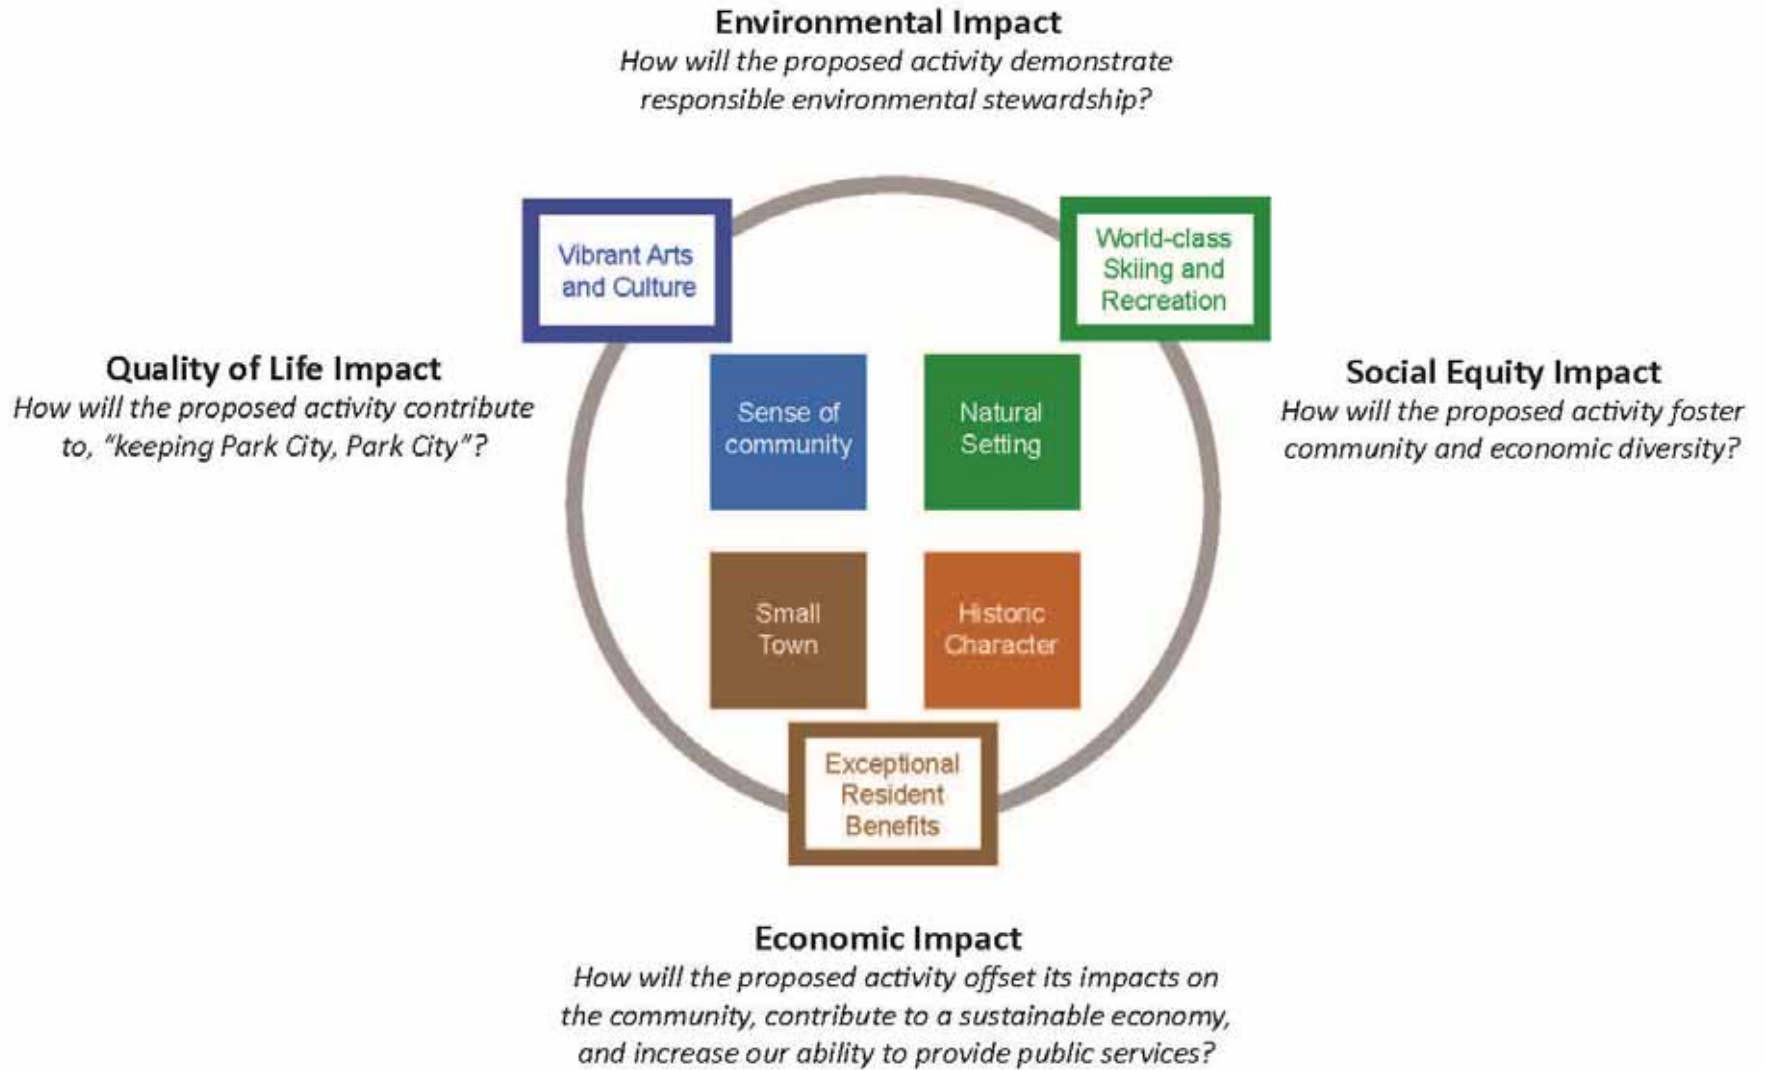 Environmental Impact
How will the proposed activity demonstrate
responsible environmental stewardship?
Vibrant Arts
and Culture
World-class
Skiing and
Recreation
Quality of Life Impact
How will the proposed activity contribute
to, “keeping Park City, Park City”?
Sense of
community
Natural
Setting
Social Equity Impact
How will the proposed activity foster
community and economic diversity?
Small
Town
Historic
Character
Exceptional
Resident
Benefits
Economic Impact
How will the proposed activity offset its impacts on
the community, contribute to a sustainable economy,
and increase our ability to provide public services?